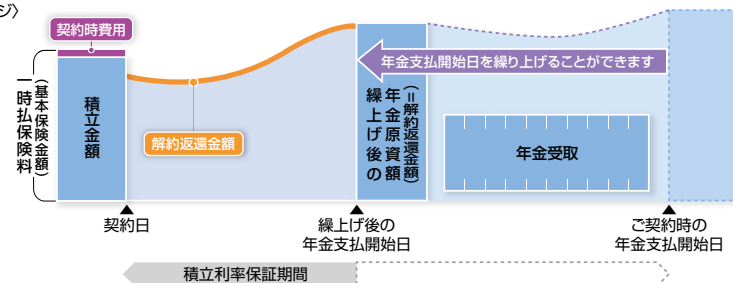 ジ〉
契約時費用
年金支払開始日を繰り上げることができます
一時払保険料
(基本保険金額)
積立金額
解約返還金額
繰上げ後の
年金原資額
(=解約返還金額)
年金受取
契約日
繰上げ後の
年金支払開始日
ご契約時の
年金支払開始日
積立利率保証期間